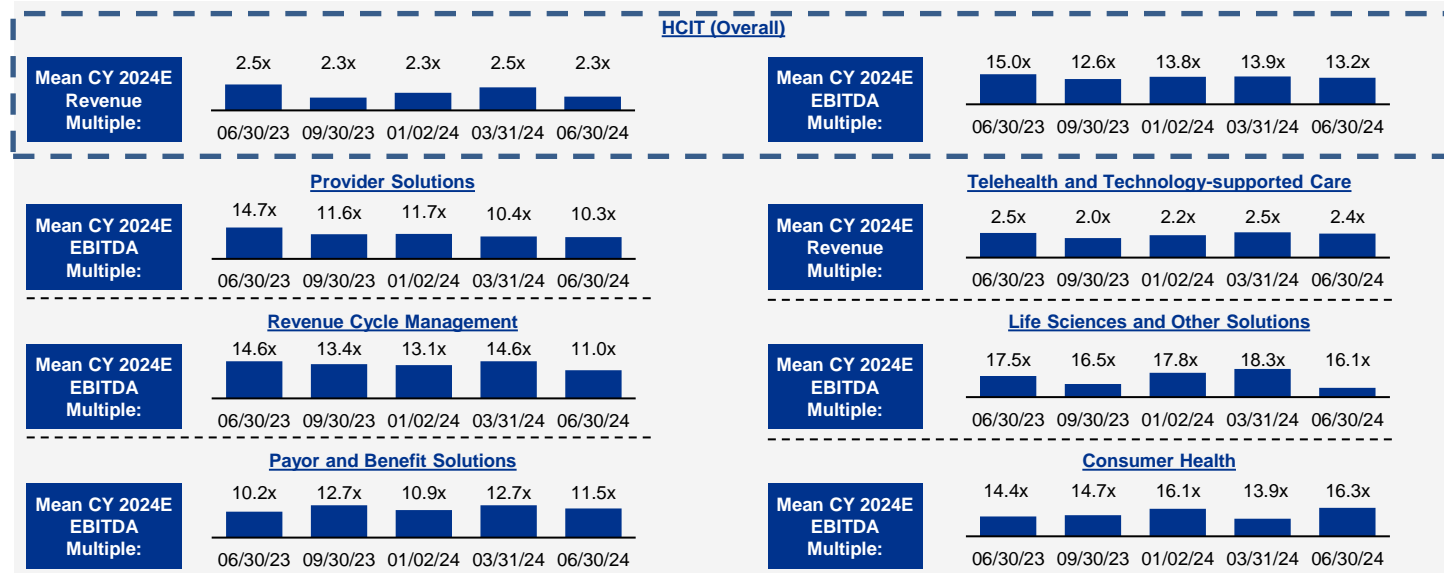 HCIT (Overall)
Mean CY 2024E
Revenue
Multiple:
2.5x 2.3x 2.3x 2.5x 2.3x
06/30/23 09/30/23 01/02/24 03/31/24 06/30/24
Mean CY 2024E
EBITDA
Multiple:
15.0x 12.6x 13.8x 13.9x 13.2x
06/30/23 09/30/23 01/02/24 03/31/24 06/30/24
Provider Solutions
Mean CY 2024E
EBITDA
Multiple:
14.7x 11.6x 11.7x 10.4x 10.3x
06/30/23 09/30/23 01/02/24 03/31/24 06/30/24
Telehealth and Technology-supported Care
Mean CY 2024E
Revenue
Multiple:
2.5x 2.0x 2.2x 2.5x 2.4x
06/30/23 09/30/23 01/02/24 03/31/24 06/30/24
Revenue Cycle Management
Mean CY 2024E
EBITDA
Multiple:
14.6x 13.4x 13.1x 14.6x 11.0x
06/30/23 09/30/23 01/02/24 03/31/24 06/30/24
Life Sciences and Other Solutions
Mean CY 2024E
EBITDA
Multiple:
17.5x 16.5x 17.8x 18.3x 16.1x
06/30/23 09/30/23 01/02/24 03/31/24 06/30/24
Payor and Benefit Solutions
Mean CY 2024E
EBITDA
Multiple:
10.2x 12.7x 10.9x 12.7x 11.5x
06/30/23 09/30/23 01/02/24 03/31/24 06/30/24
Consumer Health
Mean CY 2024E
EBITDA
Multiple:
14.4x 14.7x 16.1x 13.9x 16.3x
06/30/23 09/30/23 01/02/24 03/31/24 06/30/24